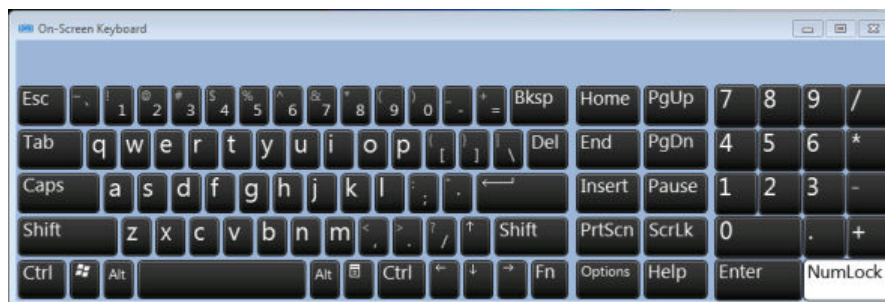 On-Screen Keyboard
Esc ~ ` ! 1 @ 2 # 3 $ 4 % 5 ^ 6 & 7 * 8 ( 9 ) 0 _ - + = Bksp Home PgUp 7 8 9 /
Tab q w e r t y u i o p { [ } ] | \ Del End PgDn 4 5 6 *
Caps a s d f g h j k l : ; " ' Insert Pause 1 2 3 -
Shift z x c v b n m < , > . ? / ↑ Shift PrtScn ScrLk 0 . +
Ctrl Alt Alt Ctrl ← ↓ → Fn Options Help Enter NumLock